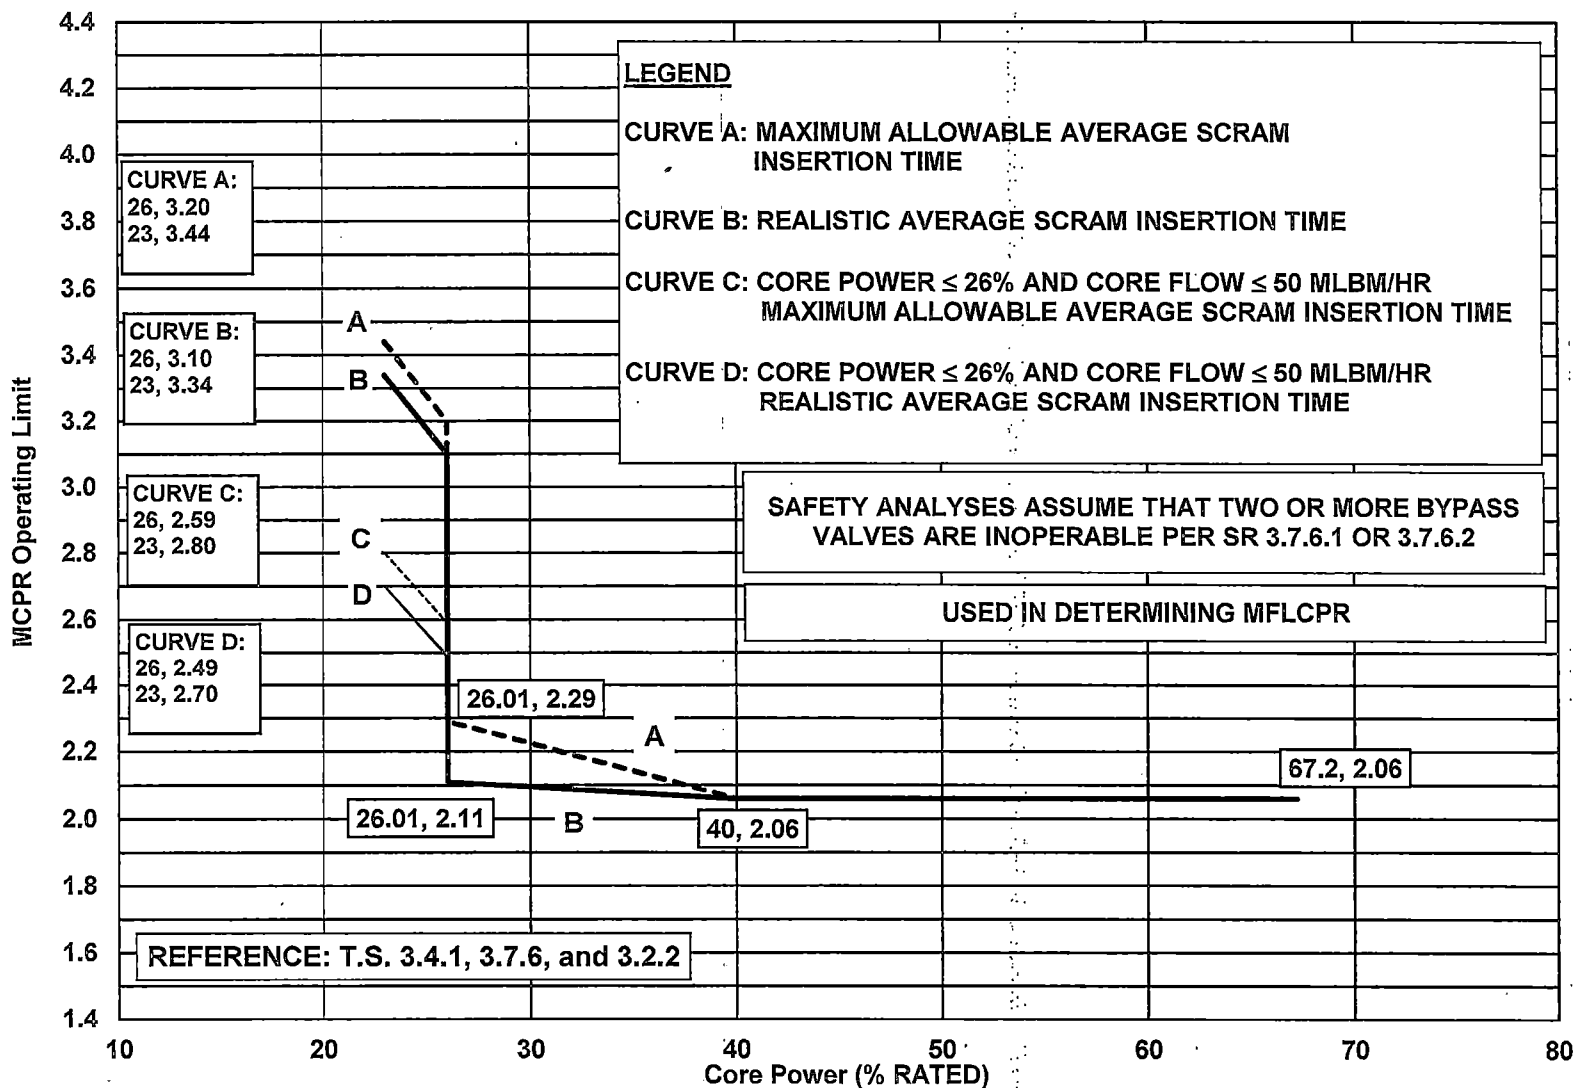 4.4
4.2
4.0
3.8
3.6
3.4
3.2
3.0
2.8
2.6
2.4
2.2
2.0
1.8
1.6
1.4
MCPR Operating Limit
LEGEND
CURVE A: MAXIMUM ALLOWABLE AVERAGE SCRAM
INSERTION TIME
CURVE B: REALISTIC AVERAGE SCRAM INSERTION TIME
CURVE C: CORE POWER ≤ 26% AND CORE FLOW ≤ 50 MLBM/HR
MAXIMUM ALLOWABLE AVERAGE SCRAM INSERTION TIME
CURVE D: CORE POWER ≤ 26% AND CORE FLOW ≤ 50 MLBM/HR
REALISTIC AVERAGE SCRAM INSERTION TIME
CURVE A:
26, 3.20
23, 3.44
CURVE B:
26, 3.10
23, 3.34
CURVE C:
26, 2.59
23, 2.80
CURVE D:
26, 2.49
23, 2.70
A
B
C
D
SAFETY ANALYSES ASSUME THAT TWO OR MORE BYPASS
VALVES ARE INOPERABLE PER SR 3.7.6.1 OR 3.7.6.2
USED IN DETERMINING MFLCPR
26.01, 2.29
A
67.2, 2.06
26.01, 2.11
B
40, 2.06
REFERENCE: T.S. 3.4.1, 3.7.6, and 3.2.2
10 20 30 40 50 60 70 80
Core Power (% RATED)